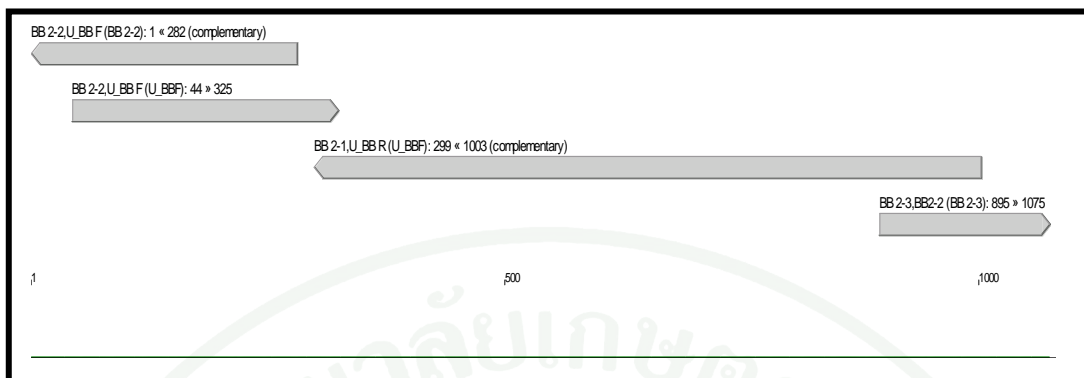 BB 2-2,U_BB F (BB 2-2): 1 « 282 (complementary)
BB 2-2,U_BB F (U_BBF): 44 » 325
BB 2-1,U_BB R (U_BBF): 299 « 1003 (complementary)
BB 2-3,BB2-2 (BB 2-3): 895 » 1075
1 500 1000